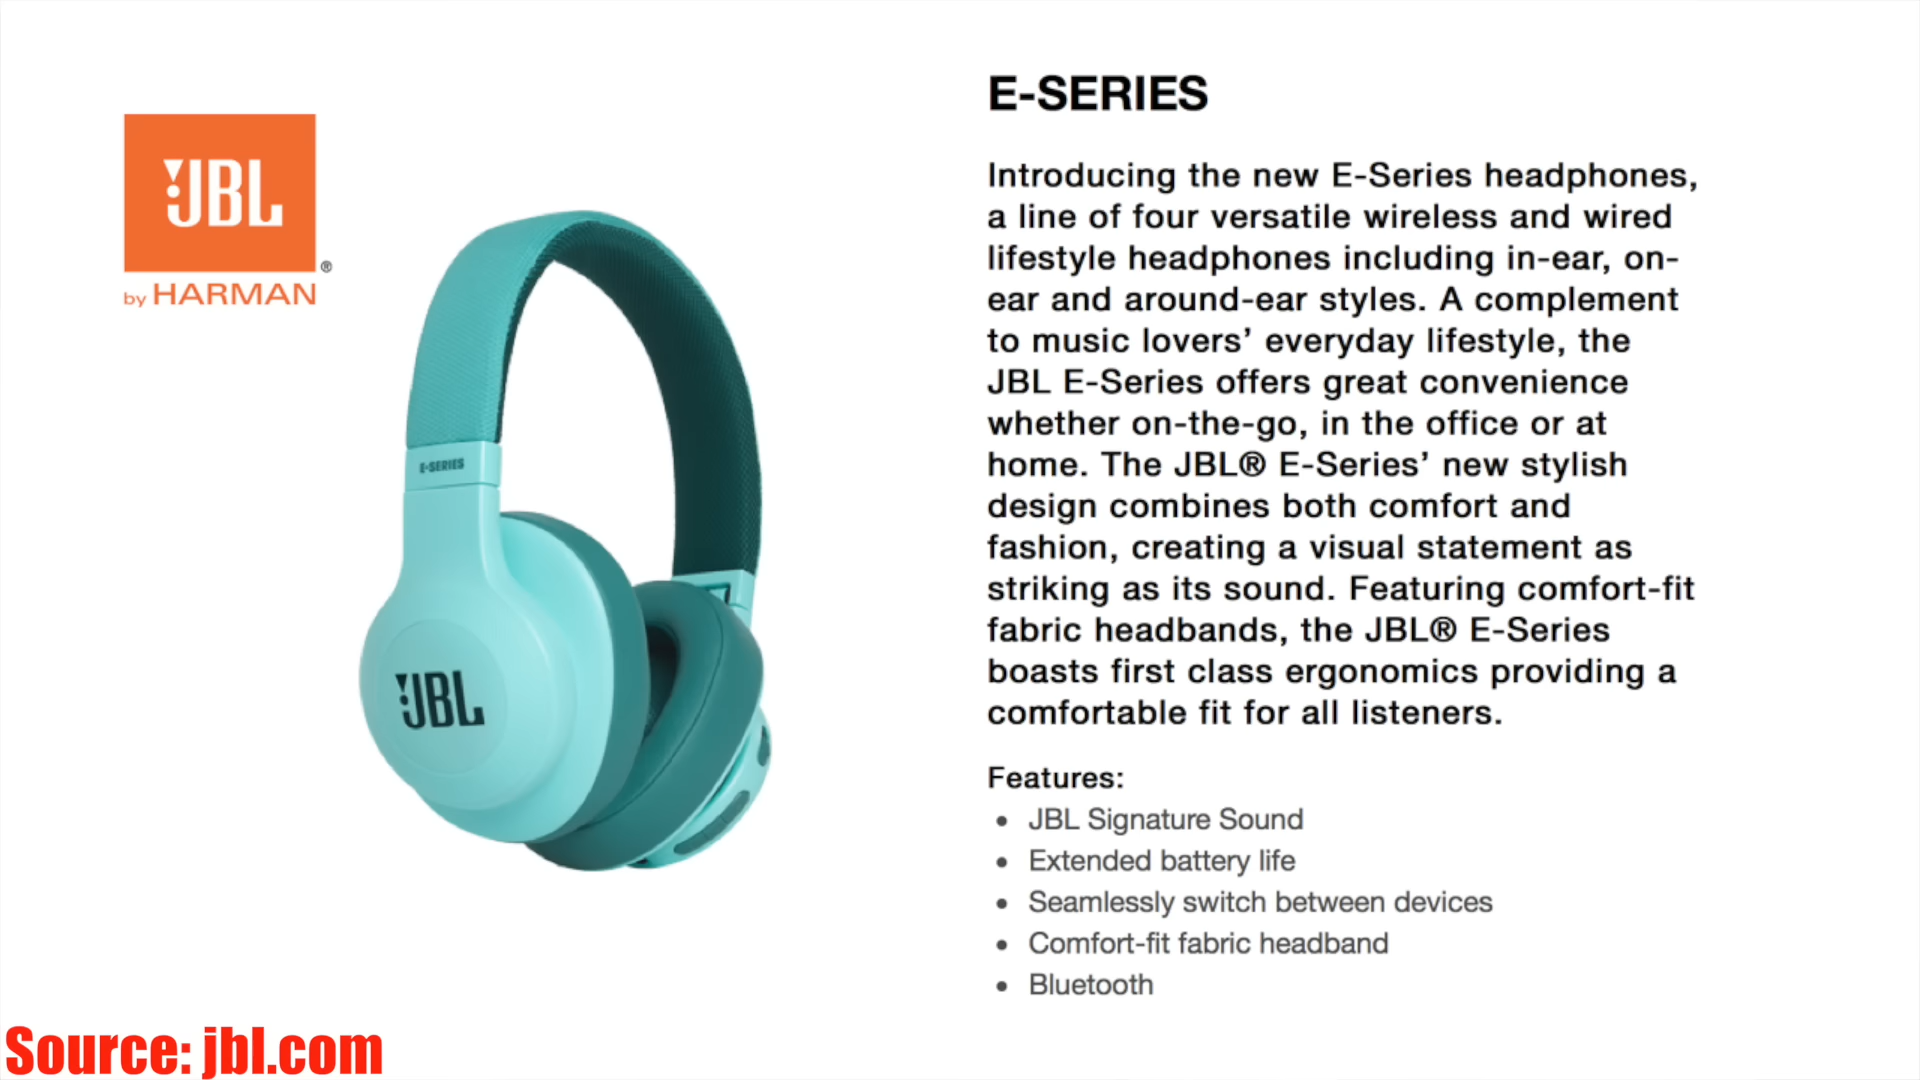 JBL
®
by HARMAN
E-SERIES
JBL
E-SERIES
Introducing the new E-Series headphones,
a line of four versatile wireless and wired
lifestyle headphones including in-ear, on-
ear and around-ear styles. A complement
to music lovers’ everyday lifestyle, the
JBL E-Series offers great convenience
whether on-the-go, in the office or at
home. The JBL® E-Series’ new stylish
design combines both comfort and
fashion, creating a visual statement as
striking as its sound. Featuring comfort-fit
fabric headbands, the JBL® E-Series
boasts first class ergonomics providing a
comfortable fit for all listeners.
Features:
• JBL Signature Sound
• Extended battery life
• Seamlessly switch between devices
• Comfort-fit fabric headband
• Bluetooth
Source: jbl.com